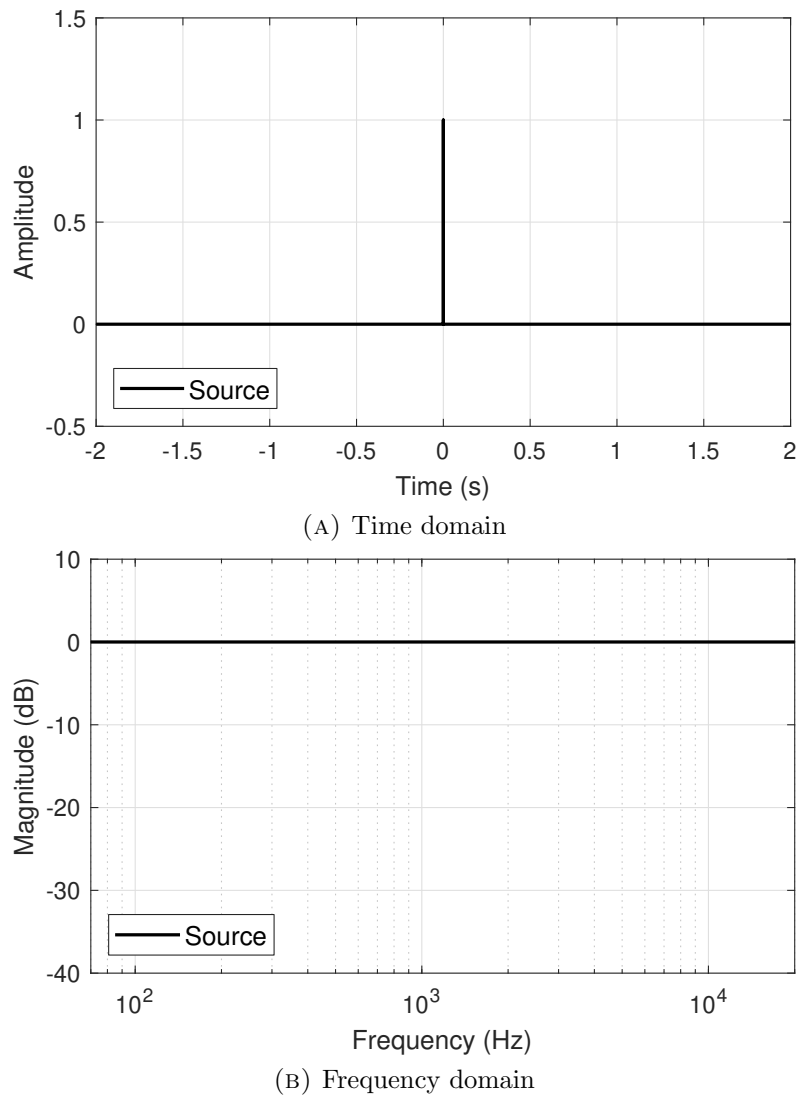 1.5
1
0.5
0
-0.5
Amplitude
Source
-2 -1.5 -1 -0.5 0 0.5 1 1.5 2
Time (s)
(A) Time domain
10
0
-10
-20
-30
-40
Magnitude (dB)
Source
10² 10³ 10⁴
Frequency (Hz)
(B) Frequency domain